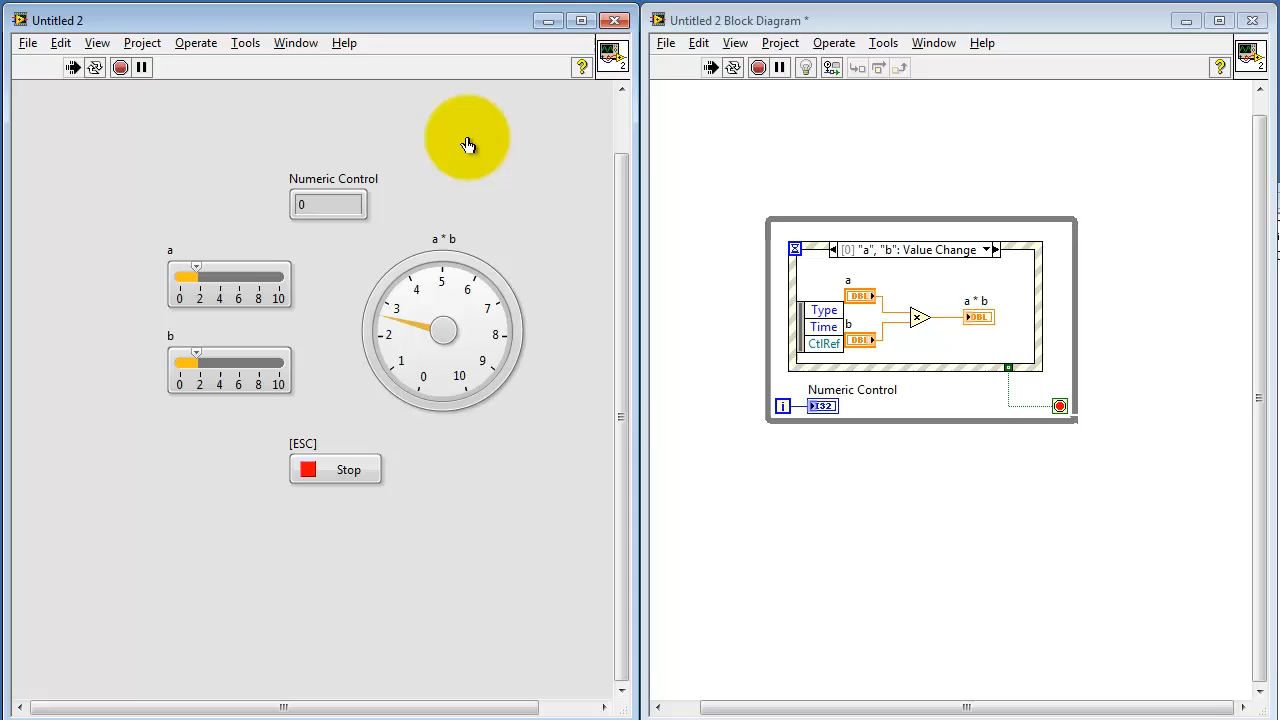 Untitled 2
File Edit View Project Operate Tools Window Help
?
2
Numeric Control
0
a
0 2 4 6 8 10
b
0 2 4 6 8 10
a * b
0 1 2 3 4 5 6 7 8 9 10
[ESC]
Stop
Untitled 2 Block Diagram *
File Edit View Project Operate Tools Window Help
?
2
[0] "a", "b": Value Change
a
DBL
Type
Time
CtlRef
b
DBL
×
a * b
DBL
Numeric Control
i
I32